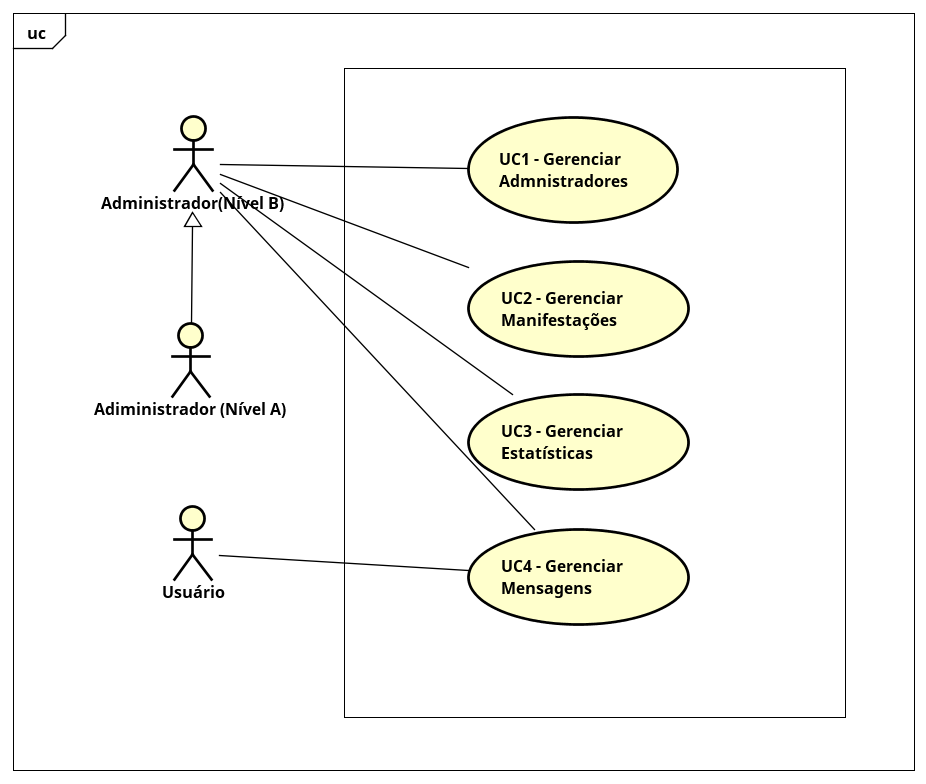 uc
Administrador(Nível B)
UC1 - Gerenciar
Admnistradores
UC2 - Gerenciar
Manifestações
Adiministrador (Nível A)
UC3 - Gerenciar
Estatísticas
UC4 - Gerenciar
Mensagens
Usuário